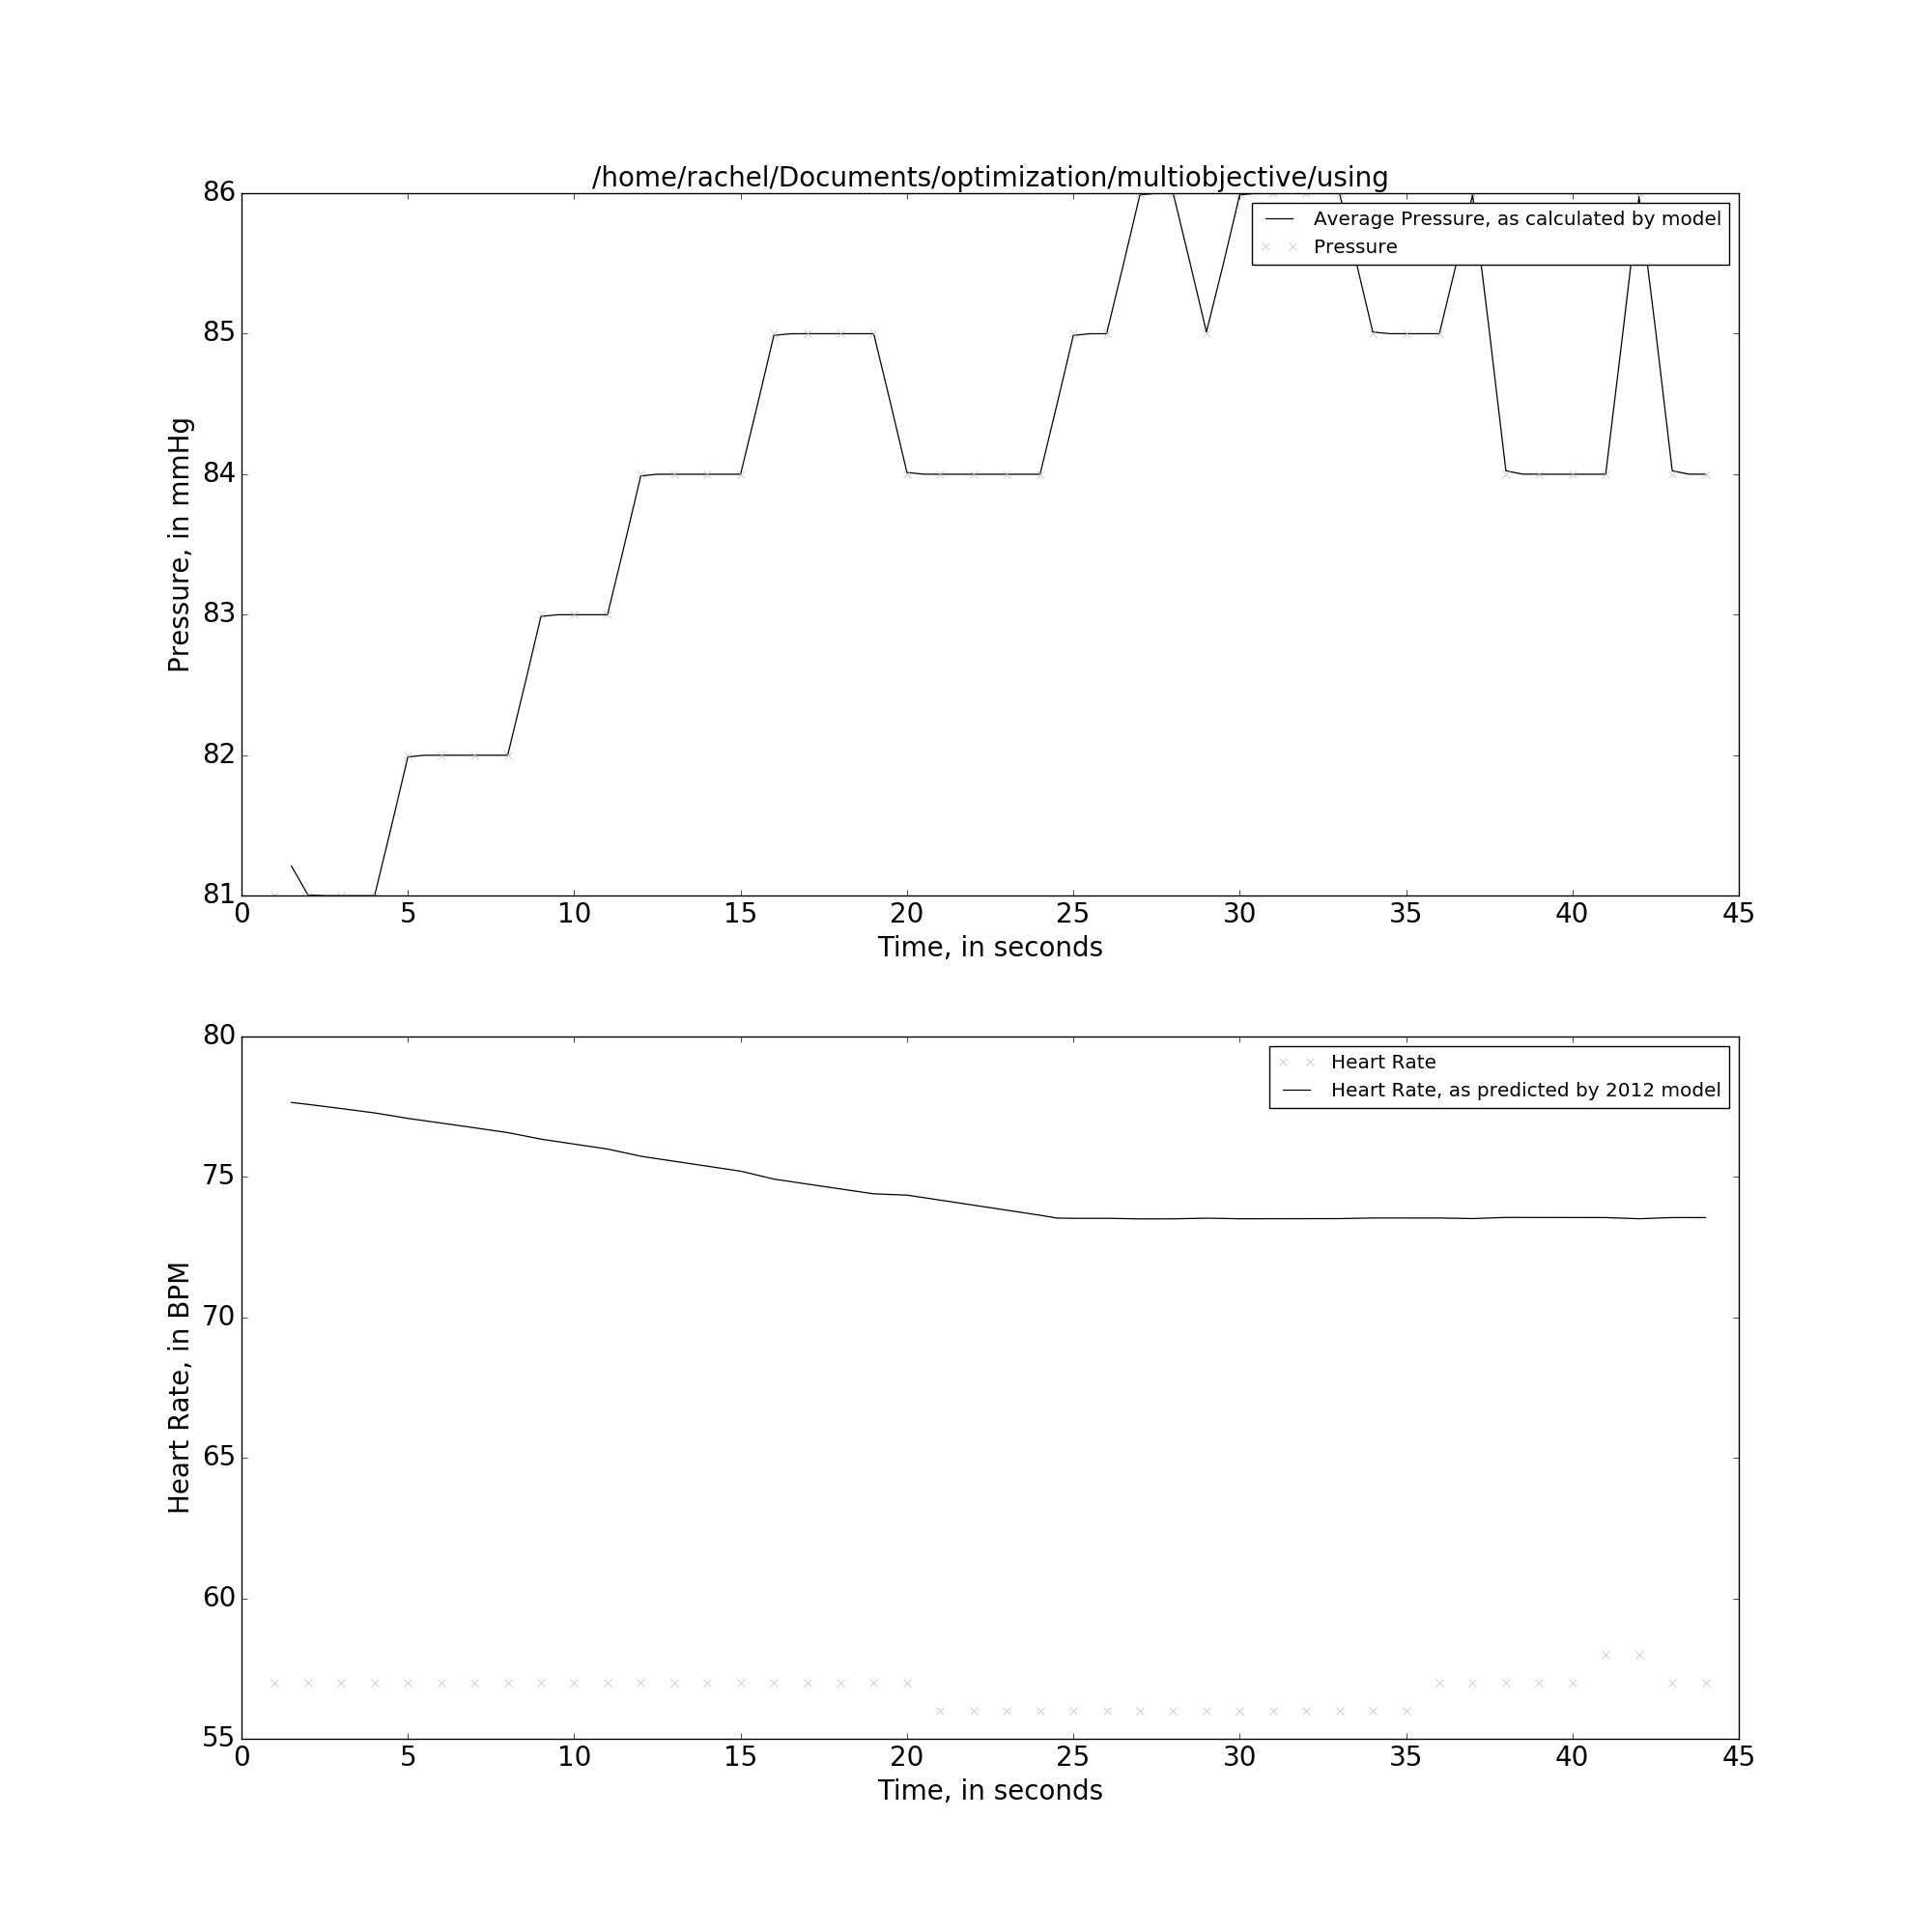 /home/rachel/Documents/optimization/multiobjective/using
86
85
84
83
82
81
Pressure, in mmHg
Average Pressure, as calculated by model
Pressure
0 5 10 15 20 25 30 35 40 45
Time, in seconds
80
75
70
65
60
55
Heart Rate, in BPM
Heart Rate
Heart Rate, as predicted by 2012 model
0 5 10 15 20 25 30 35 40 45
Time, in seconds